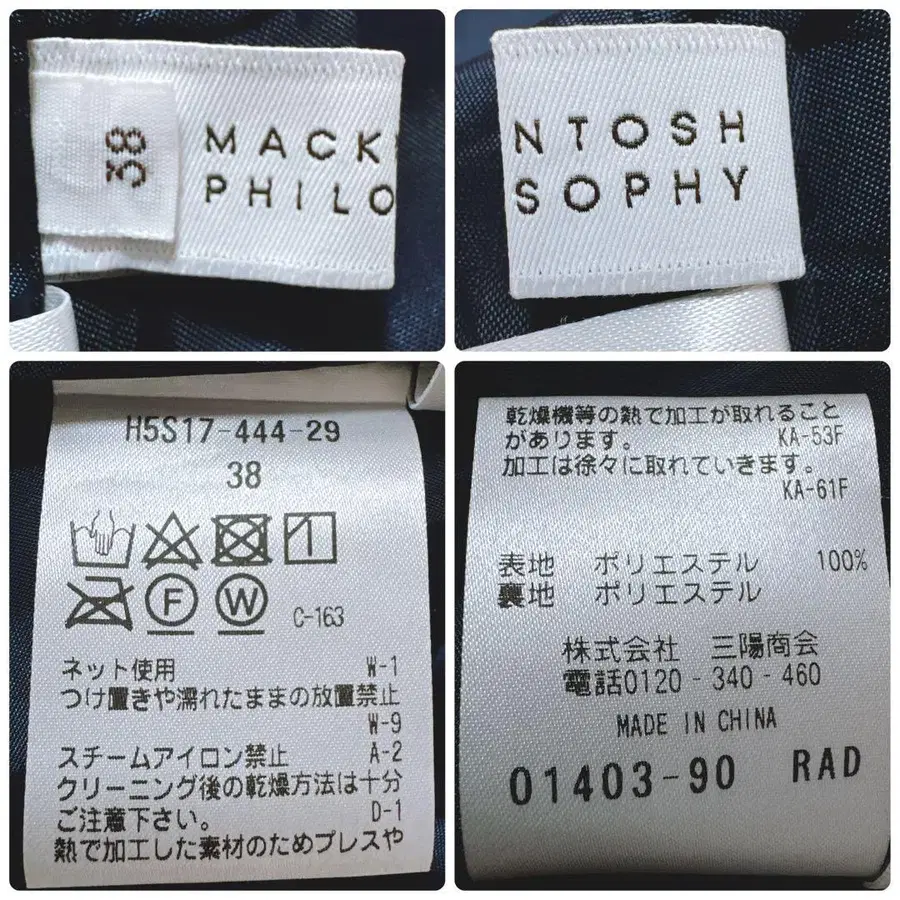 38
MACK
PHILO
NTOSH
SOPHY
H5S17-444-29
38
F
W
C-163
ネット使用 W-1
つけ置きや濡れたままの放置禁止
W-9
スチームアイロン禁止 A-2
クリーニング後の乾燥方法は十分
ご注意下さい。 D-1
熱で加工した素材のためプレスや
乾燥機等の熱で加工が取れること
があります。 KA-53F
加工は徐々に取れていきます。
KA-61F
表地 ポリエステル 100%
裏地 ポリエステル
株式会社 三陽商会
電話0120-340-460
MADE IN CHINA
01403-90 RAD